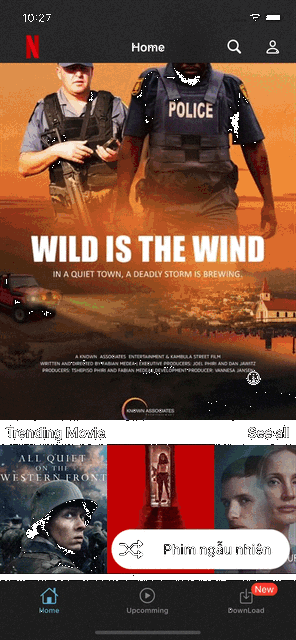 10:27
N
Home
POLICE
WILD IS THE WIND
IN A QUIET TOWN, A DEADLY STORM IS BREWING.
A KNOWN ASSOCIATES ENTERTAINMENT & KAMBULA STREET FILM
WRITTEN AND DIRECTED BY FABIAN MEDEA EXECUTIVE PRODUCERS: JOEL PHIRI AND DAN JAWITZ
PRODUCERS: TSHEPISO PHIRI AND FABIAN MEDEA DEVELOPMENT PRODUCER: VANNESA JANSEN
KNOWN ASSOCIATES
Trending Movie
See all
ALL QUIET
ON THE
WESTERN FRONT
Phim ngẫu nhiên
New
Home
Upcomming
DownLoad